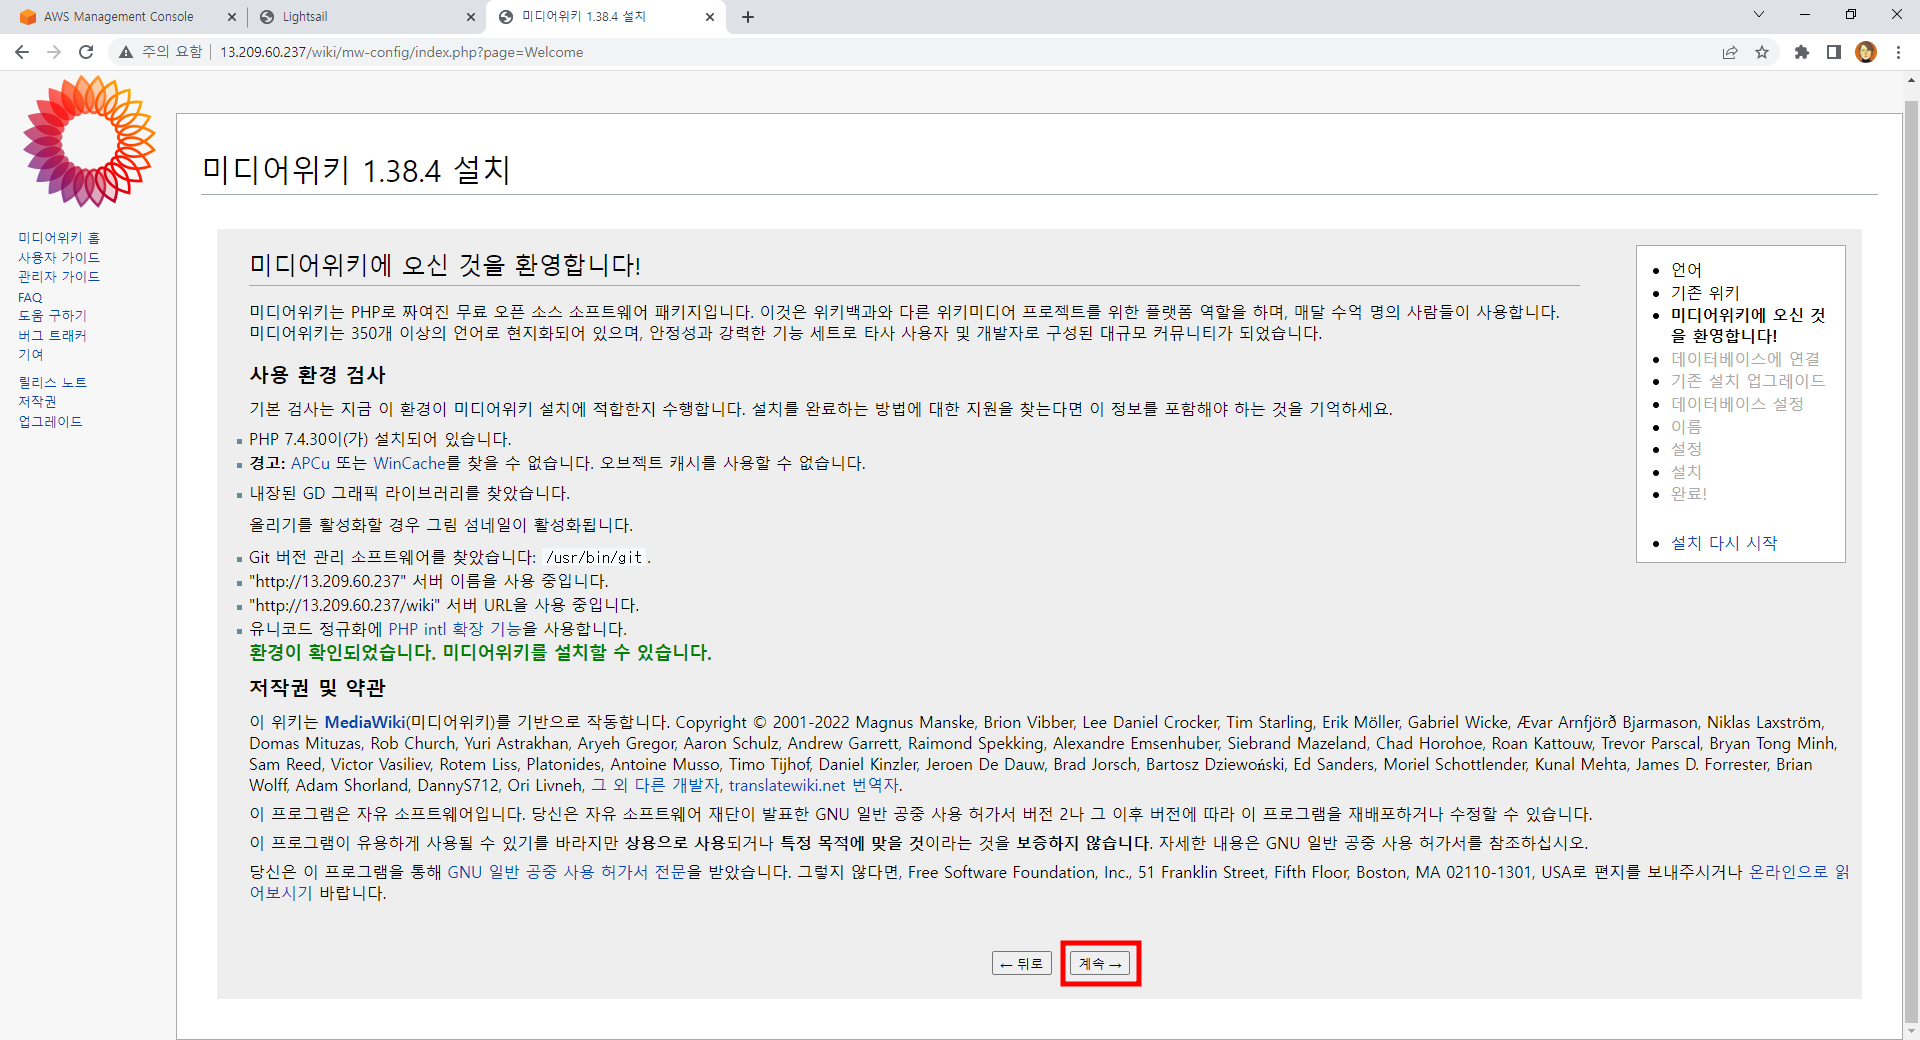 AWS Management Console
Lightsail
미디어위키 1.38.4 설치
주의 요함
13.209.60.237/wiki/mw-config/index.php?page=Welcome
미디어위키 홈
사용자 가이드
관리자 가이드
FAQ
도움 구하기
버그 트래커
기여
릴리스 노트
저작권
업그레이드
미디어위키 1.38.4 설치
미디어위키에 오신 것을 환영합니다!
미디어위키는 PHP로 짜여진 무료 오픈 소스 소프트웨어 패키지입니다. 이것은 위키백과와 다른 위키미디어 프로젝트를 위한 플랫폼 역할을 하며, 매달 수억 명의 사람들이 사용합니다.
미디어위키는 350개 이상의 언어로 현지화되어 있으며, 안정성과 강력한 기능 세트로 타사 사용자 및 개발자로 구성된 대규모 커뮤니티가 되었습니다.
사용 환경 검사
기본 검사는 지금 이 환경이 미디어위키 설치에 적합한지 수행합니다. 설치를 완료하는 방법에 대한 지원을 찾는다면 이 정보를 포함해야 하는 것을 기억하세요.
PHP 7.4.30이(가) 설치되어 있습니다.
경고: APCu 또는 WinCache를 찾을 수 없습니다. 오브젝트 캐시를 사용할 수 없습니다.
내장된 GD 그래픽 라이브러리를 찾았습니다.
올리기를 활성화할 경우 그림 섬네일이 활성화됩니다.
Git 버전 관리 소프트웨어를 찾았습니다: /usr/bin/git.
"http://13.209.60.237" 서버 이름을 사용 중입니다.
"http://13.209.60.237/wiki" 서버 URL을 사용 중입니다.
유니코드 정규화에 PHP intl 확장 기능을 사용합니다.
환경이 확인되었습니다. 미디어위키를 설치할 수 있습니다.
저작권 및 약관
이 위키는 MediaWiki(미디어위키)를 기반으로 작동합니다. Copyright © 2001-2022 Magnus Manske, Brion Vibber, Lee Daniel Crocker, Tim Starling, Erik Möller, Gabriel Wicke, Ævar Arnfjörð Bjarmason, Niklas Laxström,
Domas Mituzas, Rob Church, Yuri Astrakhan, Aryeh Gregor, Aaron Schulz, Andrew Garrett, Raimond Spekking, Alexandre Emsenhuber, Siebrand Mazeland, Chad Horohoe, Roan Kattouw, Trevor Parscal, Bryan Tong Minh,
Sam Reed, Victor Vasiliev, Rotem Liss, Platonides, Antoine Musso, Timo Tijhof, Daniel Kinzler, Jeroen De Dauw, Brad Jorsch, Bartosz Dziewoński, Ed Sanders, Moriel Schottlender, Kunal Mehta, James D. Forrester, Brian
Wolff, Adam Shorland, DannyS712, Ori Livneh, 그 외 다른 개발자, translatewiki.net 번역자.
이 프로그램은 자유 소프트웨어입니다. 당신은 자유 소프트웨어 재단이 발표한 GNU 일반 공중 사용 허가서 버전 2나 그 이후 버전에 따라 이 프로그램을 재배포하거나 수정할 수 있습니다.
이 프로그램이 유용하게 사용될 수 있기를 바라지만 상용으로 사용되거나 특정 목적에 맞을 것이라는 것을 보증하지 않습니다. 자세한 내용은 GNU 일반 공중 사용 허가서를 참조하십시오.
당신은 이 프로그램을 통해 GNU 일반 공중 사용 허가서 전문을 받았습니다. 그렇지 않다면, Free Software Foundation, Inc., 51 Franklin Street, Fifth Floor, Boston, MA 02110-1301, USA로 편지를 보내주시거나 온라인으로 읽
어보시기 바랍니다.
← 뒤로
계속 →
언어
기존 위키
미디어위키에 오신 것
을 환영합니다!
데이터베이스에 연결
기존 설치 업그레이드
데이터베이스 설정
이름
설정
설치
완료!
설치 다시 시작